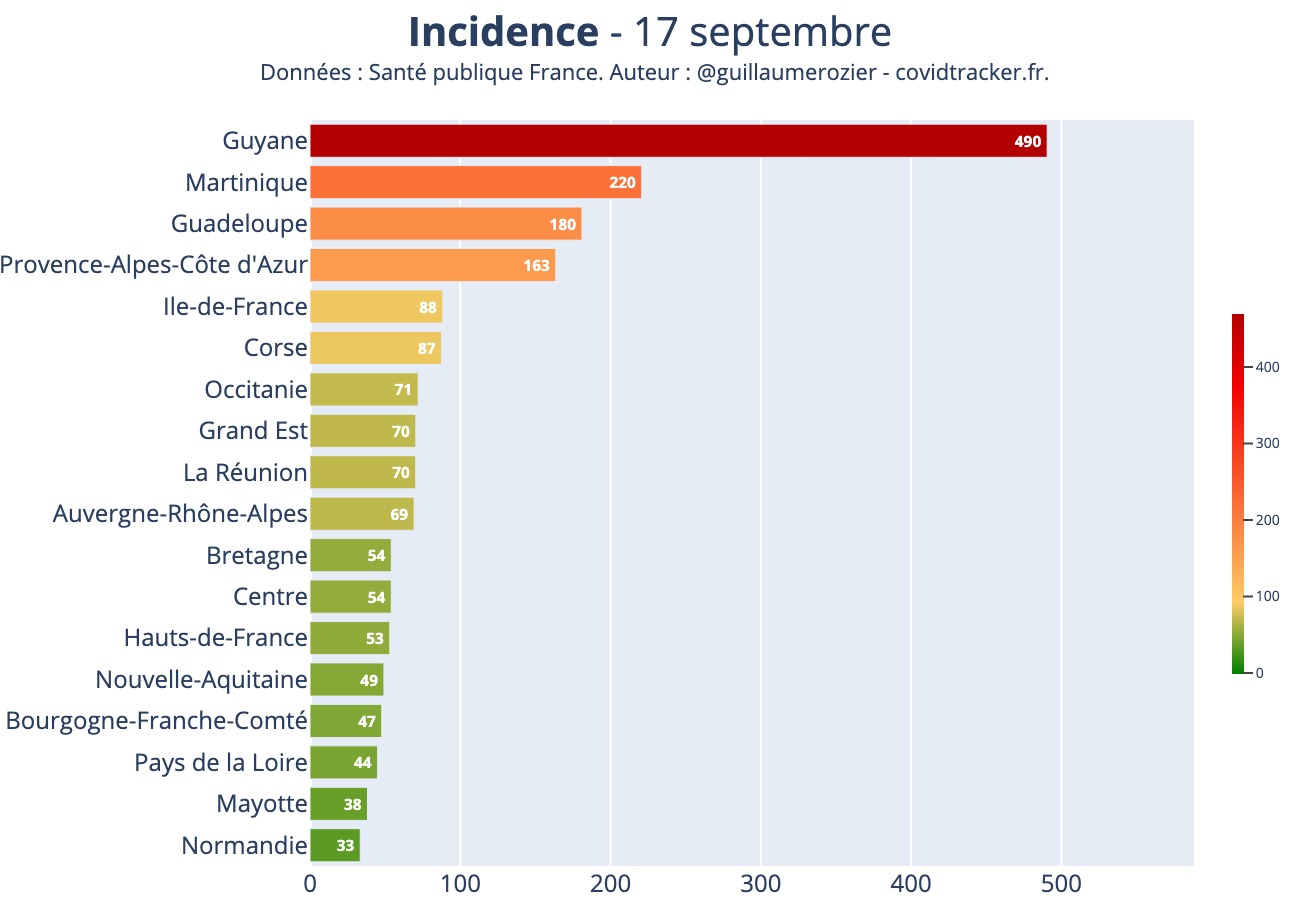 Incidence - 17 septembre
Données : Santé publique France. Auteur : @guillaumerozier - covidtracker.fr.
Guyane 490
Martinique 220
Guadeloupe 180
Provence-Alpes-Côte d'Azur 163
Ile-de-France 88
Corse 87
Occitanie 71
Grand Est 70
La Réunion 70
Auvergne-Rhône-Alpes 69
Bretagne 54
Centre 54
Hauts-de-France 53
Nouvelle-Aquitaine 49
Bourgogne-Franche-Comté 47
Pays de la Loire 44
Mayotte 38
Normandie 33
0 100 200 300 400 500
400
300
200
100
0